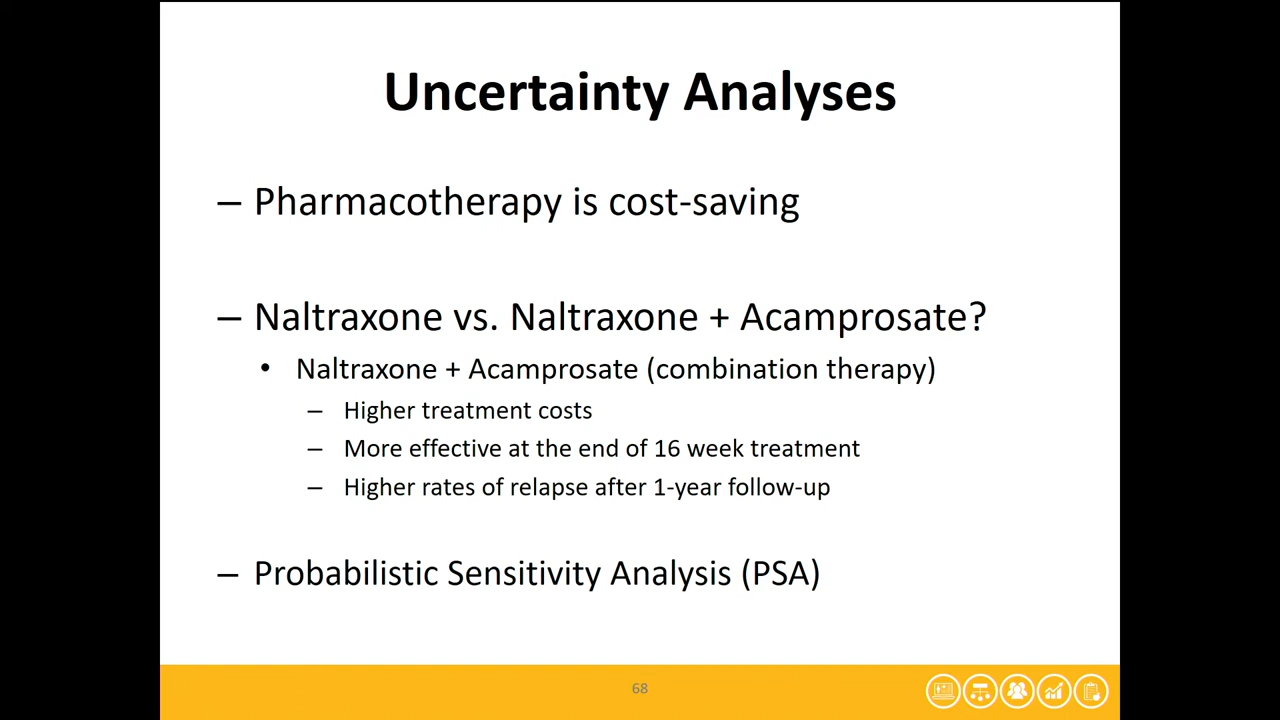 Uncertainty Analyses
– Pharmacotherapy is cost-saving
– Naltraxone vs. Naltraxone + Acamprosate?
• Naltraxone + Acamprosate (combination therapy)
– Higher treatment costs
– More effective at the end of 16 week treatment
– Higher rates of relapse after 1-year follow-up
– Probabilistic Sensitivity Analysis (PSA)
68